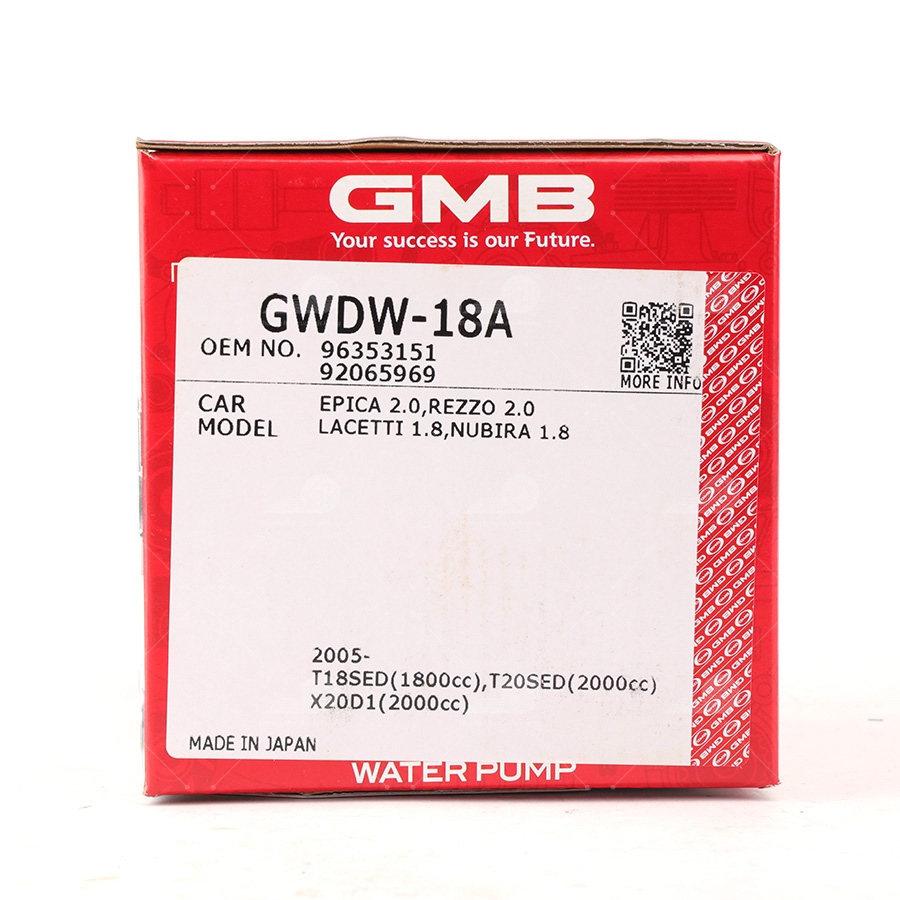 GMB
Your success is our Future.
GWDW-18A
OEM NO. 96353151
92065969
MORE INFO
CAR EPICA 2.0,REZZO 2.0
MODEL LACETTI 1.8,NUBIRA 1.8
2005-
T18SED(1800cc),T20SED(2000cc)
X20D1(2000cc)
MADE IN JAPAN
WATER PUMP